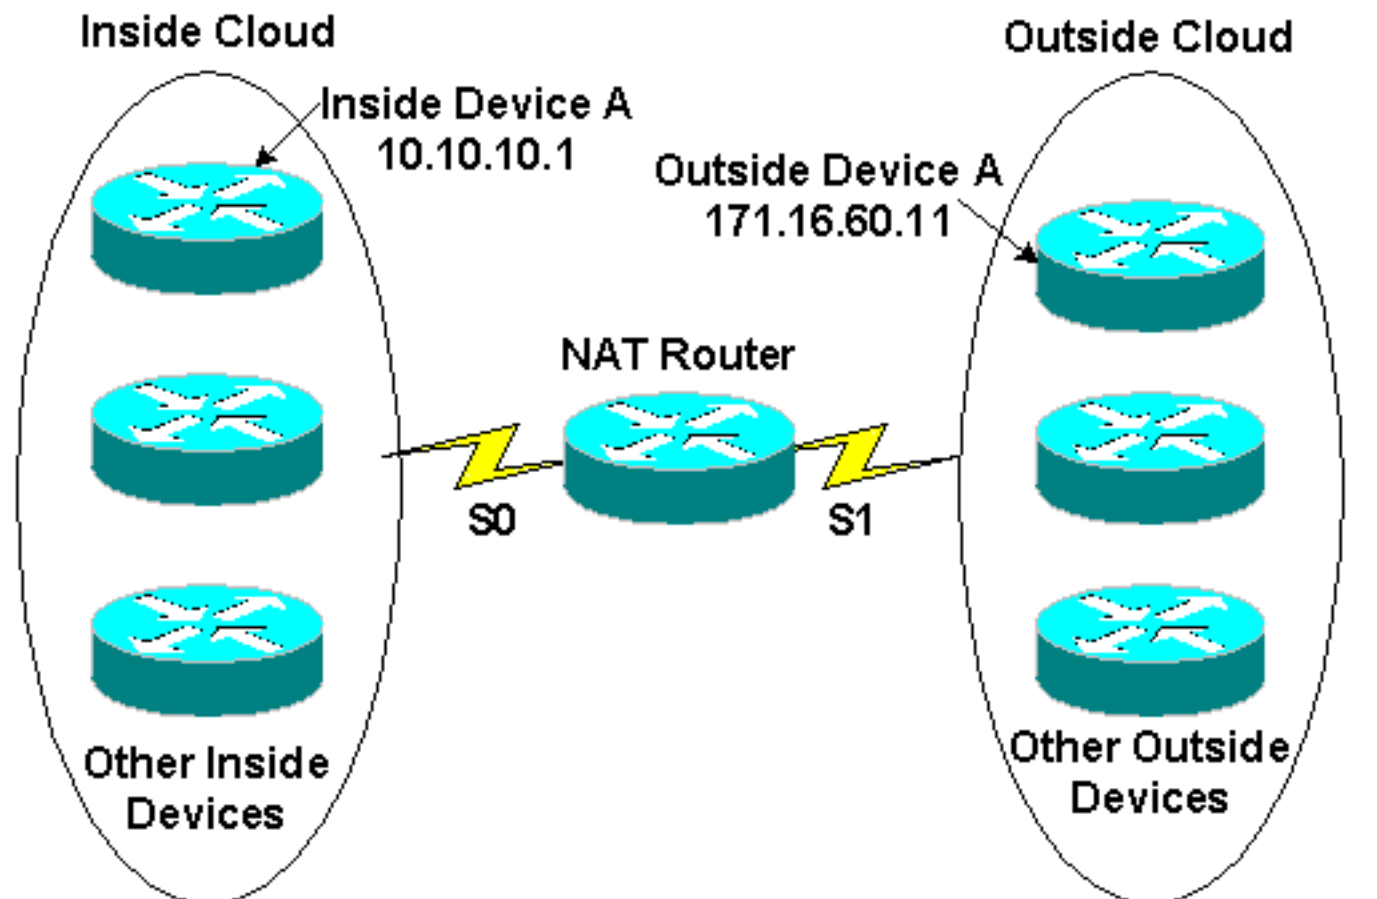 Inside Cloud
Outside Cloud
Inside Device A
10.10.10.1
Outside Device A
171.16.60.11
NAT Router
S0
S1
Other Inside
Devices
Other Outside
Devices